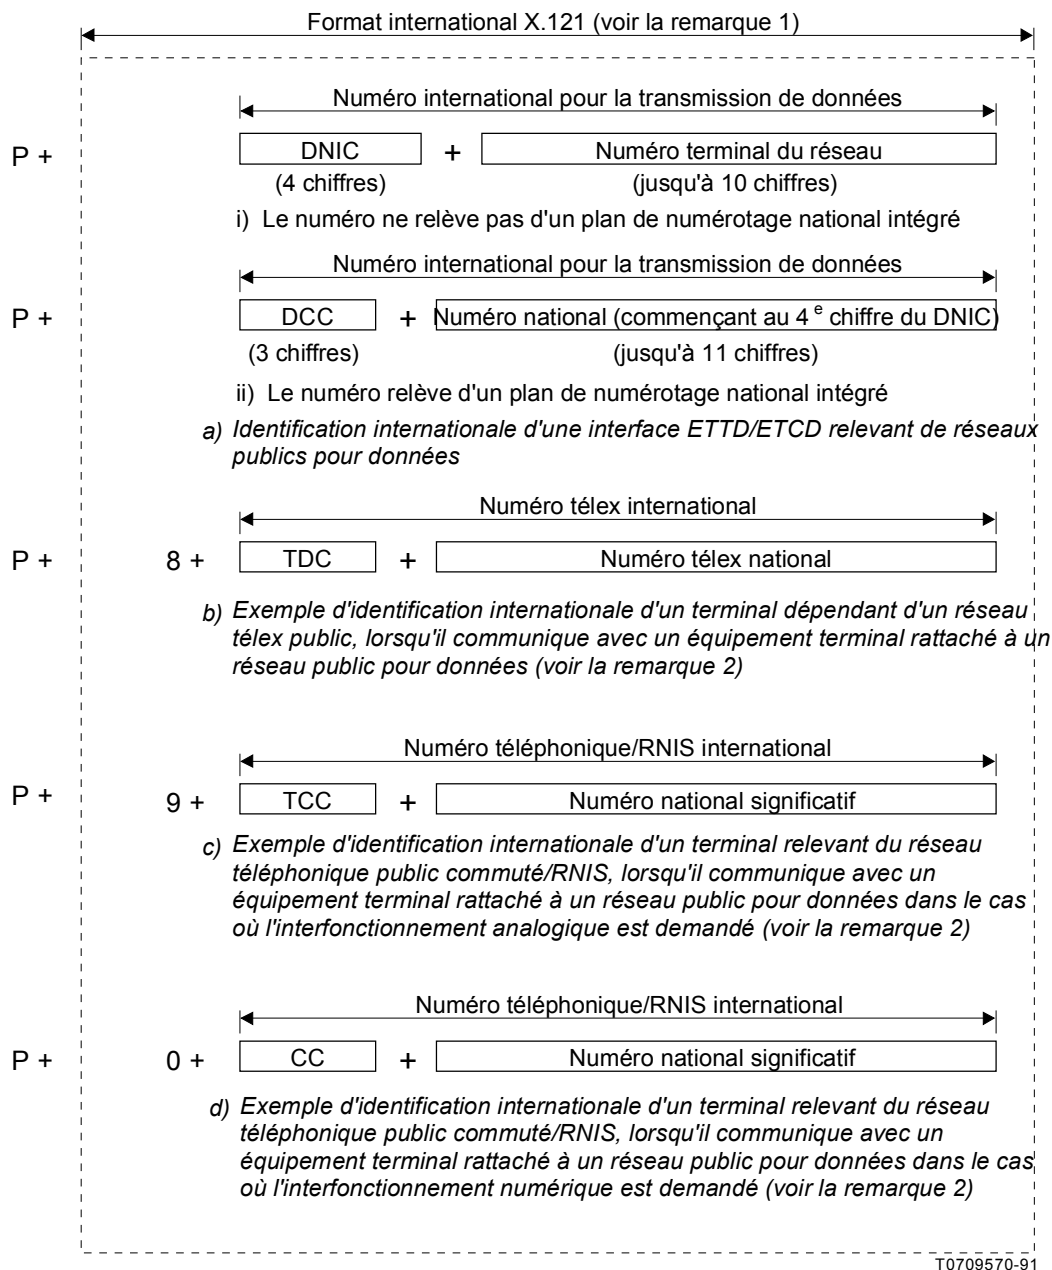 Format international X.121 (voir la remarque 1)
Numéro international pour la transmission de données
P + DNIC + Numéro terminal du réseau
(4 chiffres) (jusqu'à 10 chiffres)
i) Le numéro ne relève pas d'un plan de numérotage national intégré
Numéro international pour la transmission de données
P + DCC + Numéro national (commençant au 4 e chiffre du DNIC)
(3 chiffres) (jusqu'à 11 chiffres)
ii) Le numéro relève d'un plan de numérotage national intégré
a) Identification internationale d'une interface ETTD/ETCD relevant de réseaux
publics pour données
Numéro télex international
P + 8 + TDC + Numéro télex national
b) Exemple d'identification internationale d'un terminal dépendant d'un réseau
télex public, lorsqu'il communique avec un équipement terminal rattaché à un
réseau public pour données (voir la remarque 2)
Numéro téléphonique/RNIS international
P + 9 + TCC + Numéro national significatif
c) Exemple d'identification internationale d'un terminal relevant du réseau
téléphonique public commuté/RNIS, lorsqu'il communique avec un
équipement terminal rattaché à un réseau public pour données dans le cas
où l'interfonctionnement analogique est demandé (voir la remarque 2)
Numéro téléphonique/RNIS international
P + 0 + CC + Numéro national significatif
d) Exemple d'identification internationale d'un terminal relevant du réseau
téléphonique public commuté/RNIS, lorsqu'il communique avec un
équipement terminal rattaché à un réseau public pour données dans le cas
où l'interfonctionnement numérique est demandé (voir la remarque 2)
T0709570-91